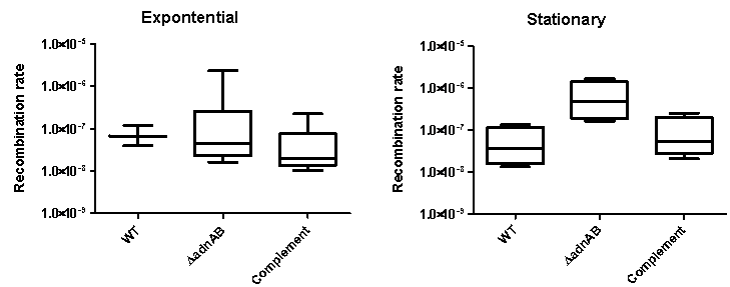 Expontential
Recombination rate
1.0×10⁻⁵
1.0×10⁻⁶
1.0×10⁻⁷
1.0×10⁻⁸
1.0×10⁻⁹
WT
ΔadnAB
Complement
Stationary
Recombination rate
1.0×10⁻⁵
1.0×10⁻⁶
1.0×10⁻⁷
1.0×10⁻⁸
1.0×10⁻⁹
WT
ΔadnAB
Complement